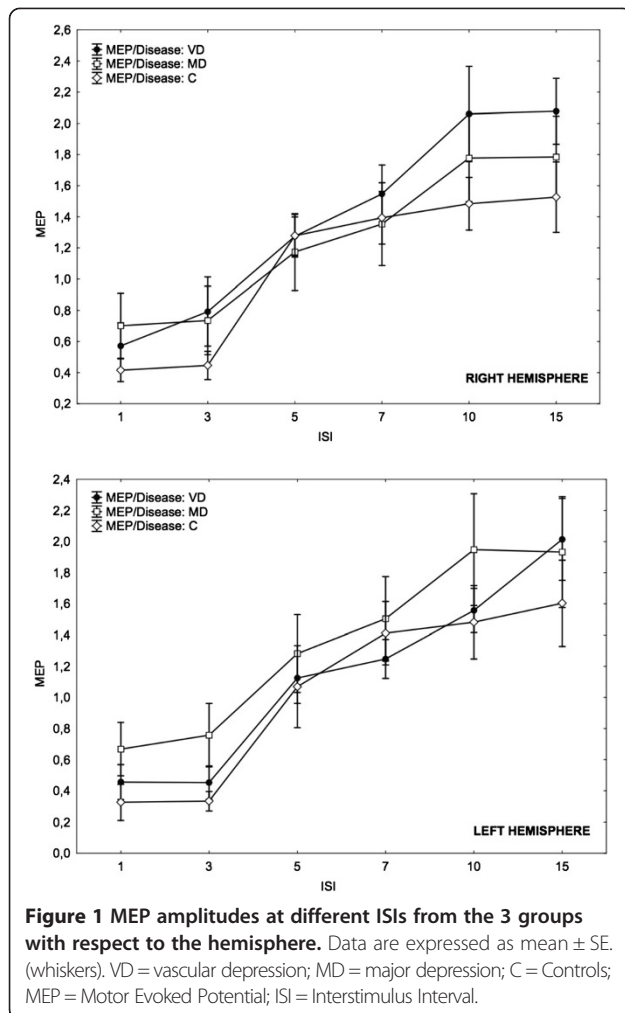 MEP/Disease: VD
MEP/Disease: MD
MEP/Disease: C
2,2
2,0
1,8
1,6
1,4
1,2
1,0
0,8
0,6
0,4
0,2
MEP
RIGHT HEMISPHERE
1 3 5 7 10 15
ISI
2,4
MEP/Disease: VD
MEP/Disease: MD
MEP/Disease: C
2,2
2,0
1,8
1,6
1,4
1,2
1,0
0,8
0,6
0,4
0,2
0,0
MEP
LEFT HEMISPHERE
1 3 5 7 10 15
ISI
Figure 1 MEP amplitudes at different ISIs from the 3 groups
with respect to the hemisphere. Data are expressed as mean ± SE.
(whiskers). VD = vascular depression; MD = major depression; C = Controls;
MEP = Motor Evoked Potential; ISI = Interstimulus Interval.